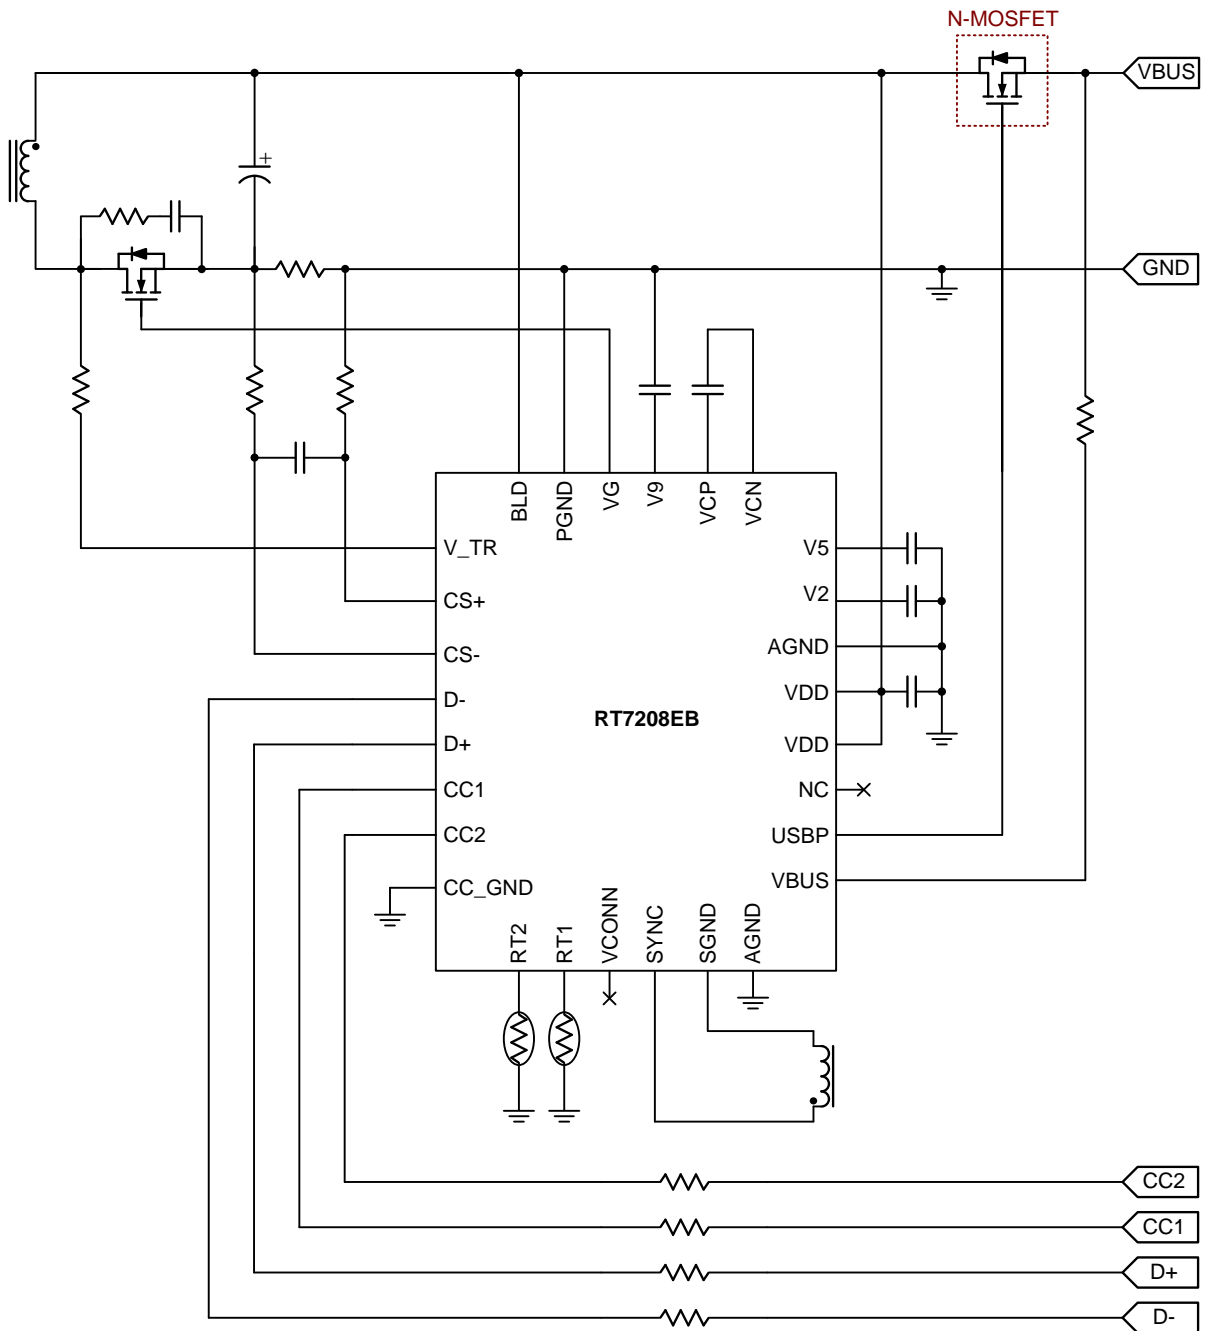 N-MOSFET
VBUS
+
GND
BLD
PGND
VG
V9
VCP
VCN
V_TR
V5
CS+
V2
CS-
AGND
D-
VDD
RT7208EB
D+
VDD
CC1
NC
CC2
USBP
CC_GND
VBUS
RT2
RT1
VCONN
SYNC
SGND
AGND
CC2
CC1
D+
D-